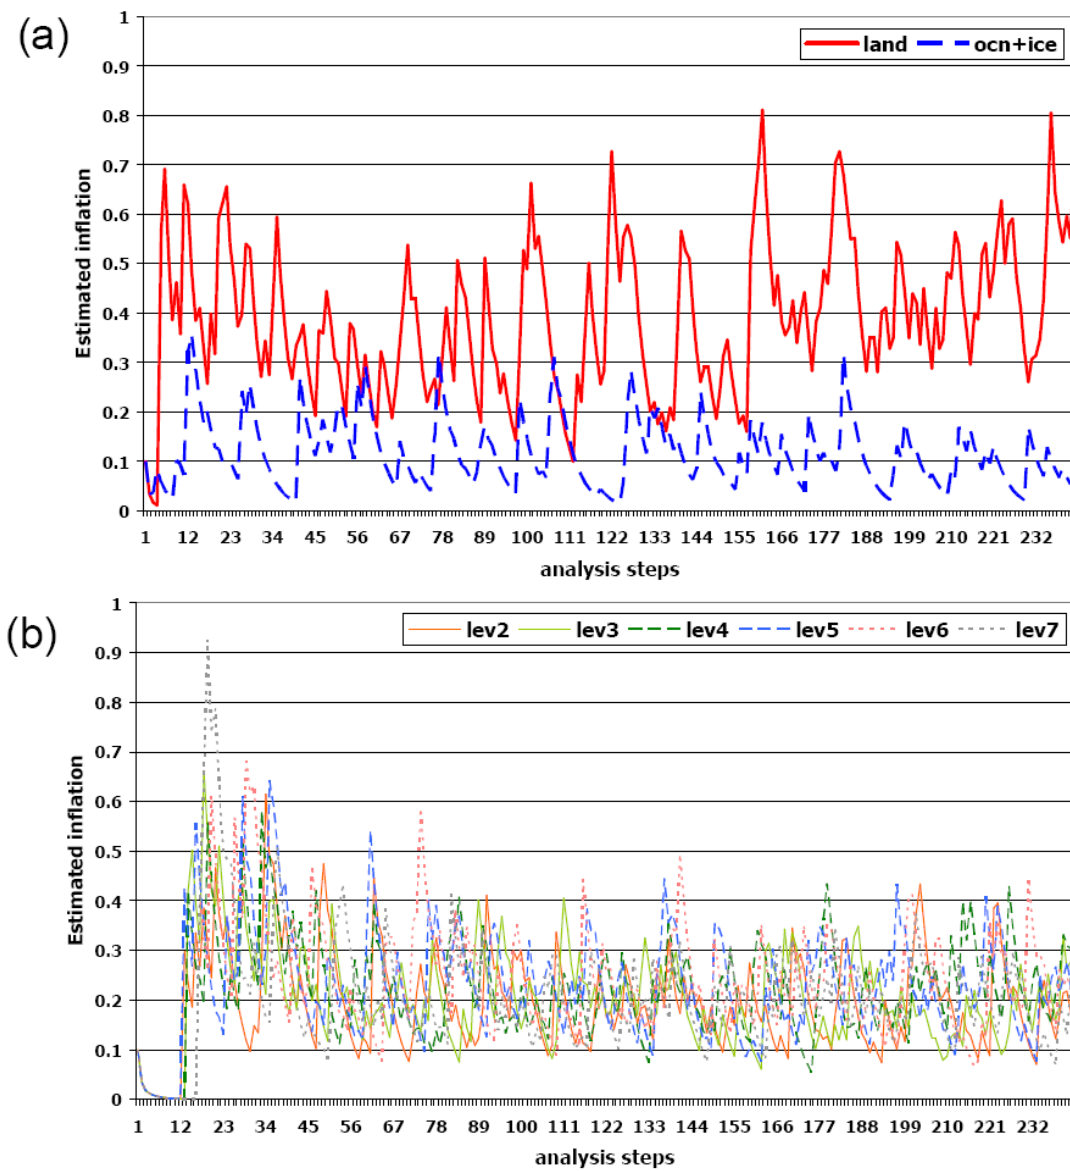 (a)
1
land ocn+ice
0.9
0.8
0.7
0.6
0.5
0.4
0.3
0.2
0.1
0
Estimated inflation
1 12 23 34 45 56 67 78 89 100 111 122 133 144 155 166 177 188 199 210 221 232
analysis steps
(b)
1
lev2 lev3 lev4 lev5 lev6 lev7
0.9
0.8
0.7
0.6
0.5
0.4
0.3
0.2
0.1
0
Estimated inflation
1 12 23 34 45 56 67 78 89 100 111 122 133 144 155 166 177 188 199 210 221 232
analysis steps